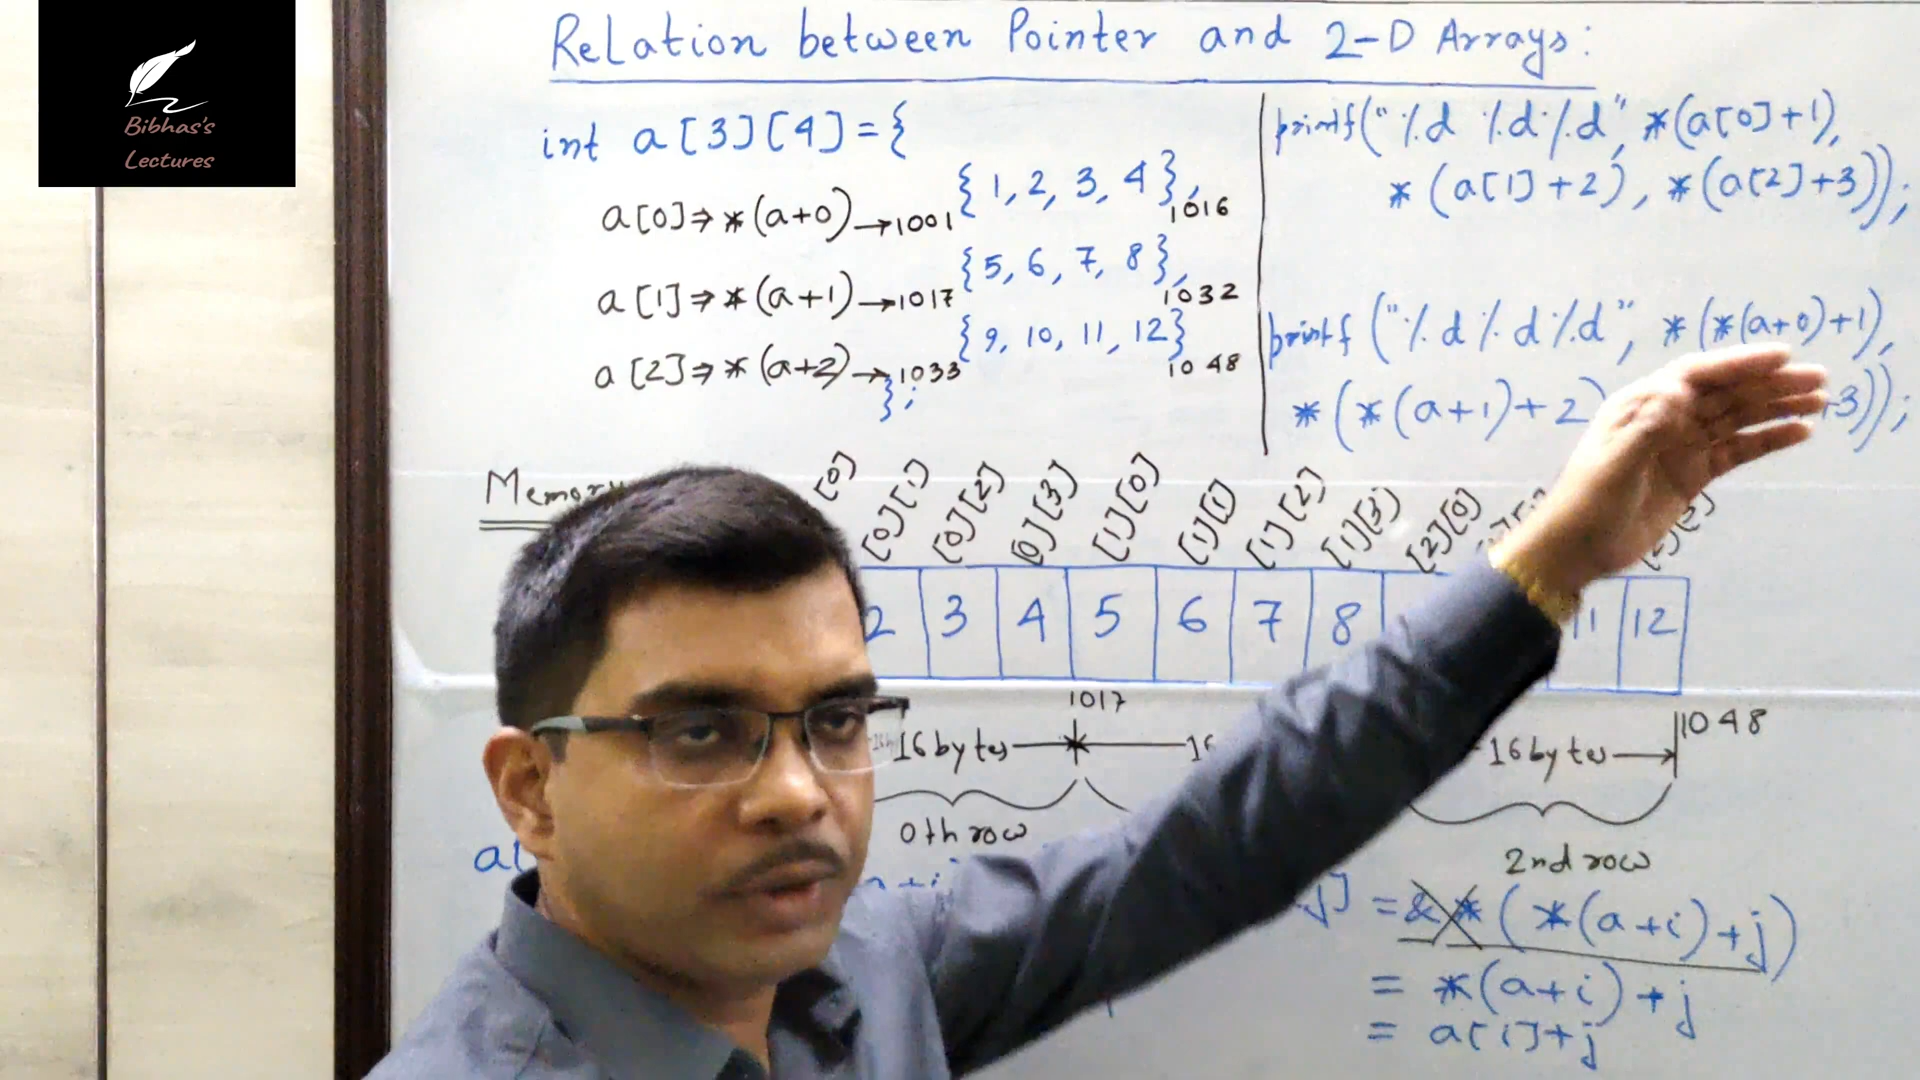 Bibhas's
Lectures
Relation between Pointer and 2-D Arrays:
int a[3][4]={
a[0]⇒*(a+0)→1001 {1, 2, 3, 4}, 1016
a[1]⇒*(a+1)→1017 {5, 6, 7, 8}, 1032
a[2]⇒*(a+2)→1033 {9, 10, 11, 12} 1048
};
printf("%d %d %d", *(a[0]+1),
*(a[1]+2), *(a[2]+3));
printf("%d %d %d", *(*(a+0)+1),
*(*(a+1)+2) +3));
[0] [0][1] [0][2] [0][3] [1][0] [1][1] [1][2] [1][3] [2][0]
2 3 4 5 6 7 8 11 12
1017
1048
16 bytes 16 16 bytes
0th row 2nd row
a[
j] = &*(*(a+i)+j)
= *(a+i)+j
= a[i]+j